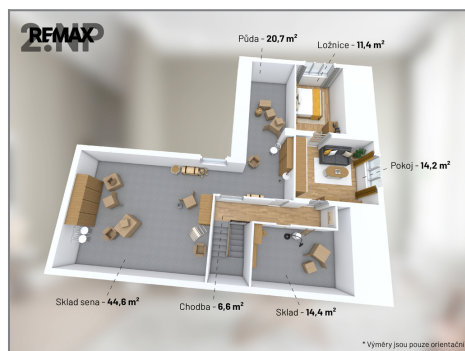 2.NP
RE/MAX
Půda - 20,7 m²
Ložnice - 11,4 m²
Pokoj - 14,2 m²
Sklad sena - 44,6 m²
Chodba - 6,6 m²
Sklad - 14,4 m²
* Výměry jsou pouze orientační